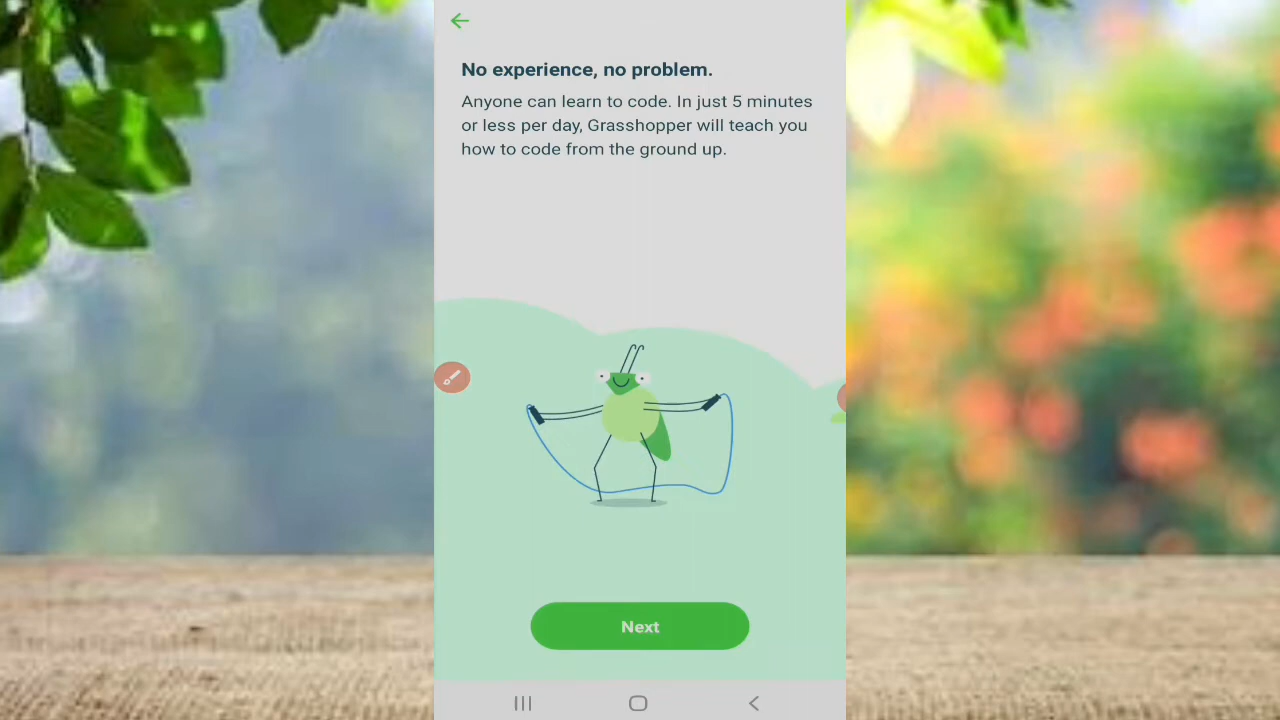 No experience, no problem.
Anyone can learn to code. In just 5 minutes
or less per day, Grasshopper will teach you
how to code from the ground up.
Next